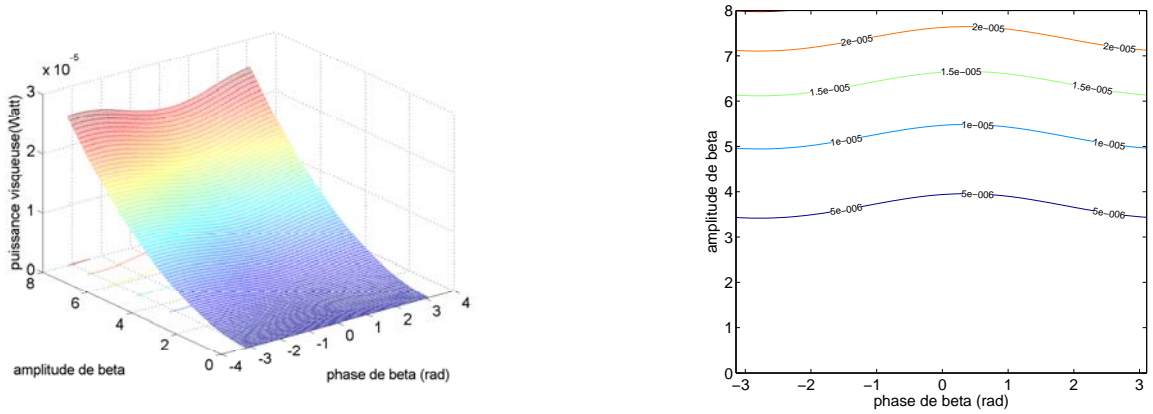 x 10⁻⁵
3
2
1
0
puissance visqueuse(Watt)
8
6
4
2
0
amplitude de beta
-4
-3
-2
-1
0
1
2
3
4
phase de beta (rad)
8
7
6
5
4
3
2
1
0
amplitude de beta
2e−005
2e−005
2e−005
1.5e−005
1.5e−005
1.5e−005
1e−005
1e−005
1e−005
5e−006
5e−006
5e−006
−3
−2
−1
0
1
2
3
phase de beta (rad)